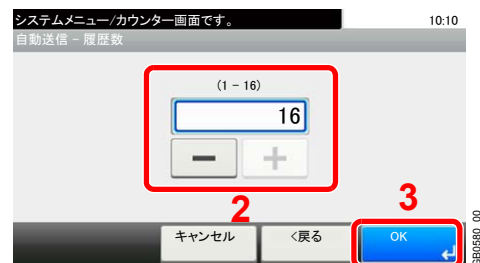 システムメニュー/カウンター画面です。
10:10
自動送信 - 履歴数
(1 - 16)
16
2
3
キャンセル
<戻る
OK
GB0580_00